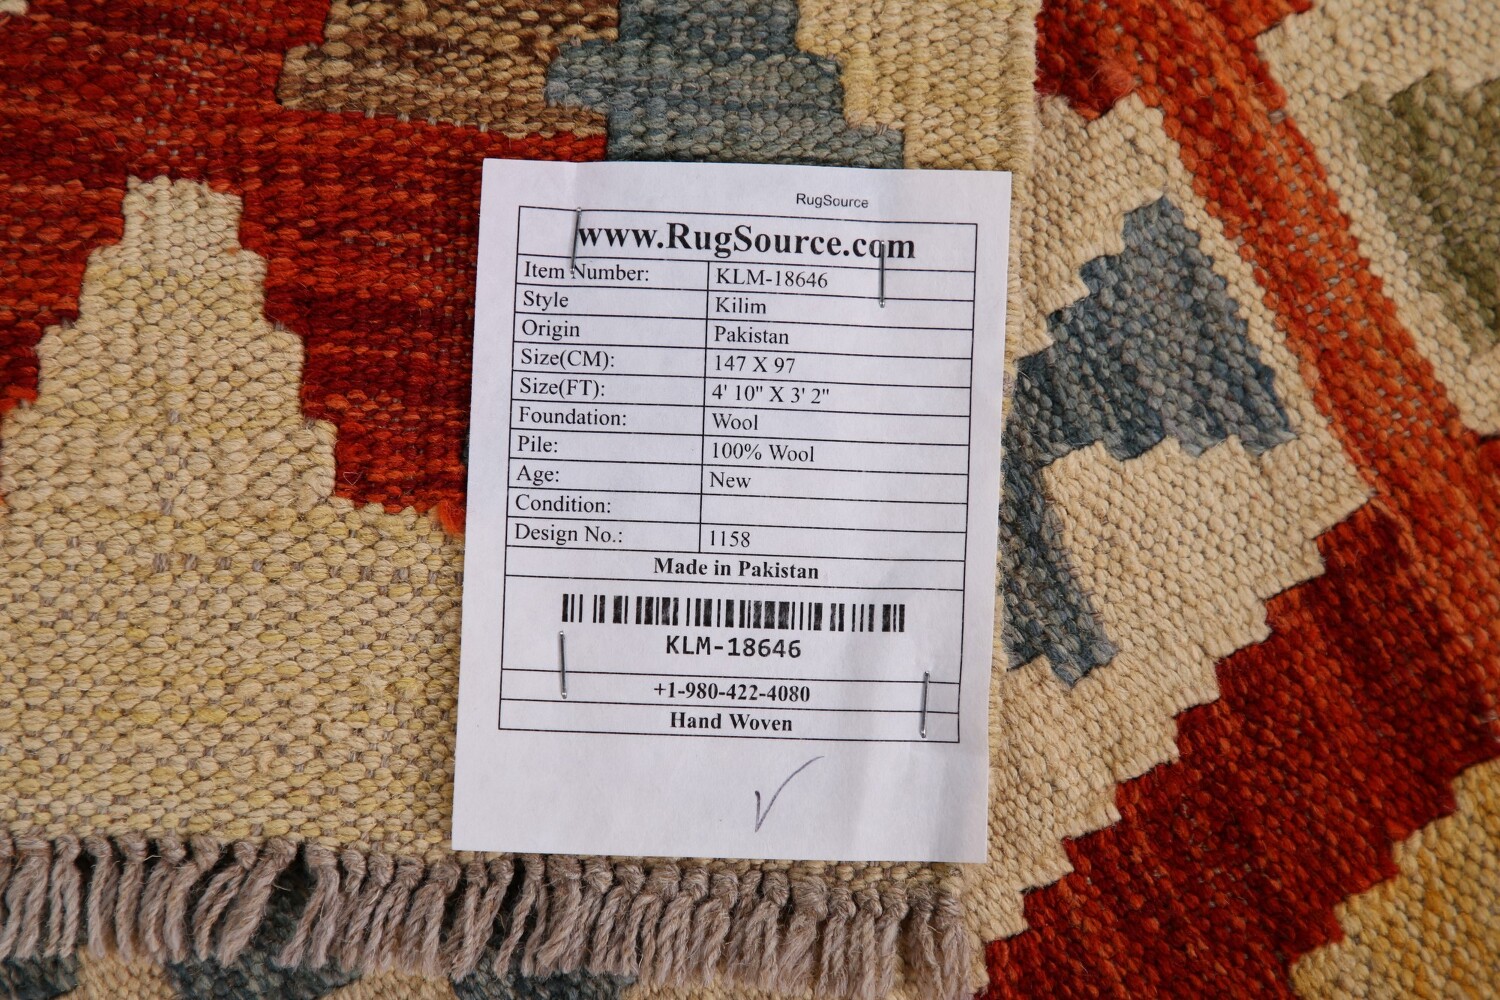 RugSource
www.RugSource.com
Item Number: KLM-18646
Style Kilim
Origin Pakistan
Size(CM): 147 X 97
Size(FT): 4' 10" X 3' 2"
Foundation: Wool
Pile: 100% Wool
Age: New
Condition:
Design No.: 1158
Made in Pakistan
KLM-18646
+1-980-422-4080
Hand Woven